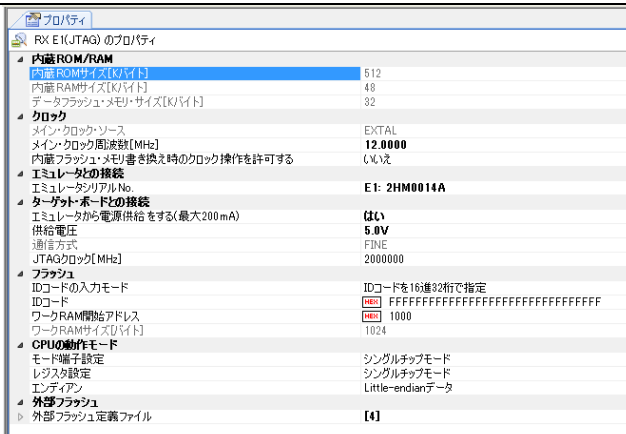 プロパティ
RX E1(JTAG) のプロパティ
内蔵ROM/RAM
内蔵ROMサイズ[Kバイト] 512
内蔵RAMサイズ[Kバイト] 48
データフラッシュ・メモリ・サイズ[Kバイト] 32
クロック
メイン・クロック・ソース EXTAL
メイン・クロック周波数[MHz] 12.0000
内蔵フラッシュ・メモリ書き換え時のクロック操作を許可する いいえ
エミュレータとの接続
エミュレータシリアルNo. E1: 2HM0014A
ターゲット・ボードとの接続
エミュレータから電源供給をする(最大200mA) はい
供給電圧 5.0V
通信方式 FINE
JTAGクロック[MHz] 2000000
フラッシュ
IDコードの入力モード IDコードを16進32桁で指定
IDコード HEX FFFFFFFFFFFFFFFFFFFFFFFFFFFFFFFF
ワークRAM開始アドレス HEX 1000
ワークRAMサイズ[バイト] 1024
CPUの動作モード
モード端子設定 シングルチップモード
レジスタ設定 シングルチップモード
エンディアン Little-endianデータ
外部フラッシュ
外部フラッシュ定義ファイル [4]